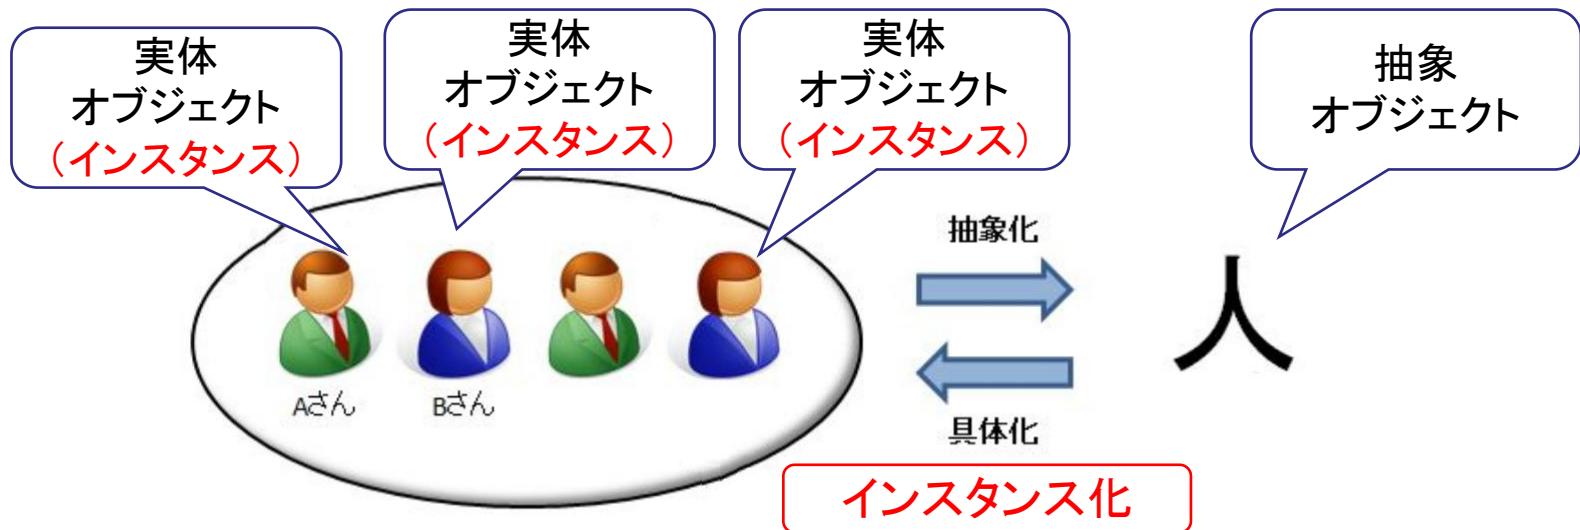 実体
オブジェクト
（インスタンス）
実体
オブジェクト
（インスタンス）
実体
オブジェクト
（インスタンス）
抽象
オブジェクト
抽象化
人
Aさん
Bさん
具体化
インスタンス化